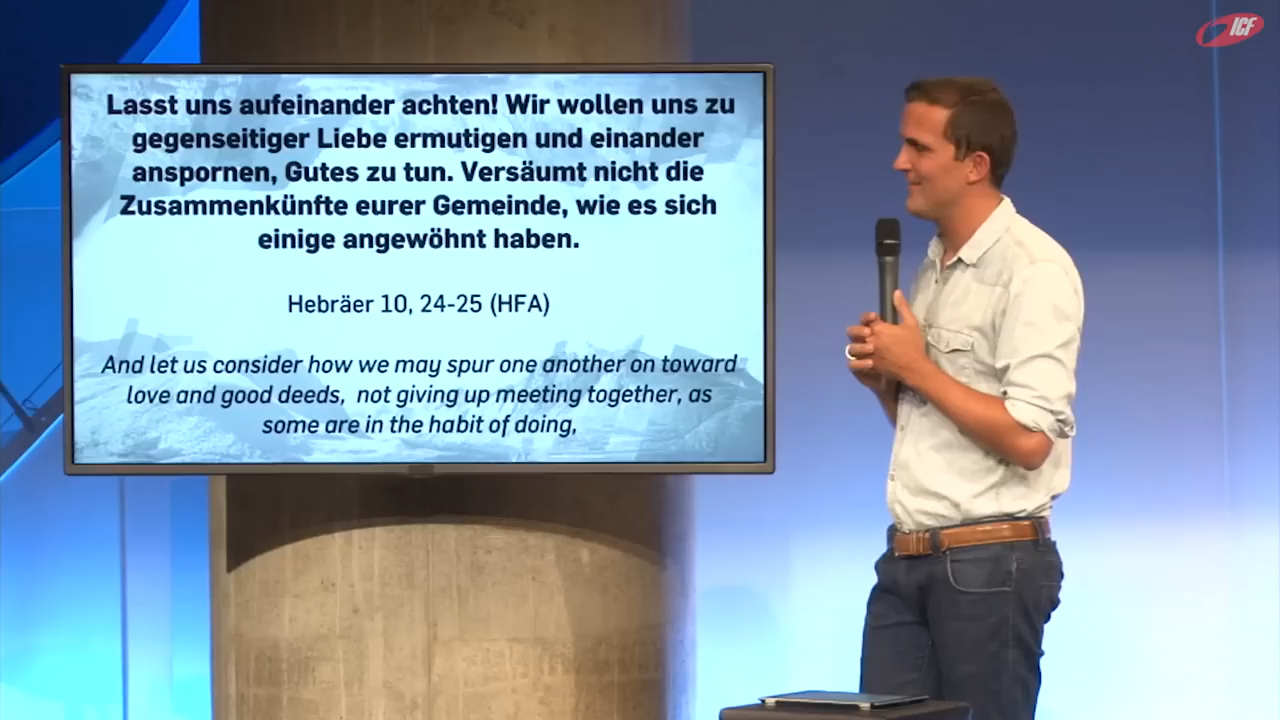 ICF
Lasst uns aufeinander achten! Wir wollen uns zu
gegenseitiger Liebe ermutigen und einander
anspornen, Gutes zu tun. Versäumt nicht die
Zusammenkünfte eurer Gemeinde, wie es sich
einige angewöhnt haben.
Hebräer 10, 24-25 (HFA)
And let us consider how we may spur one another on toward
love and good deeds, not giving up meeting together, as
some are in the habit of doing,